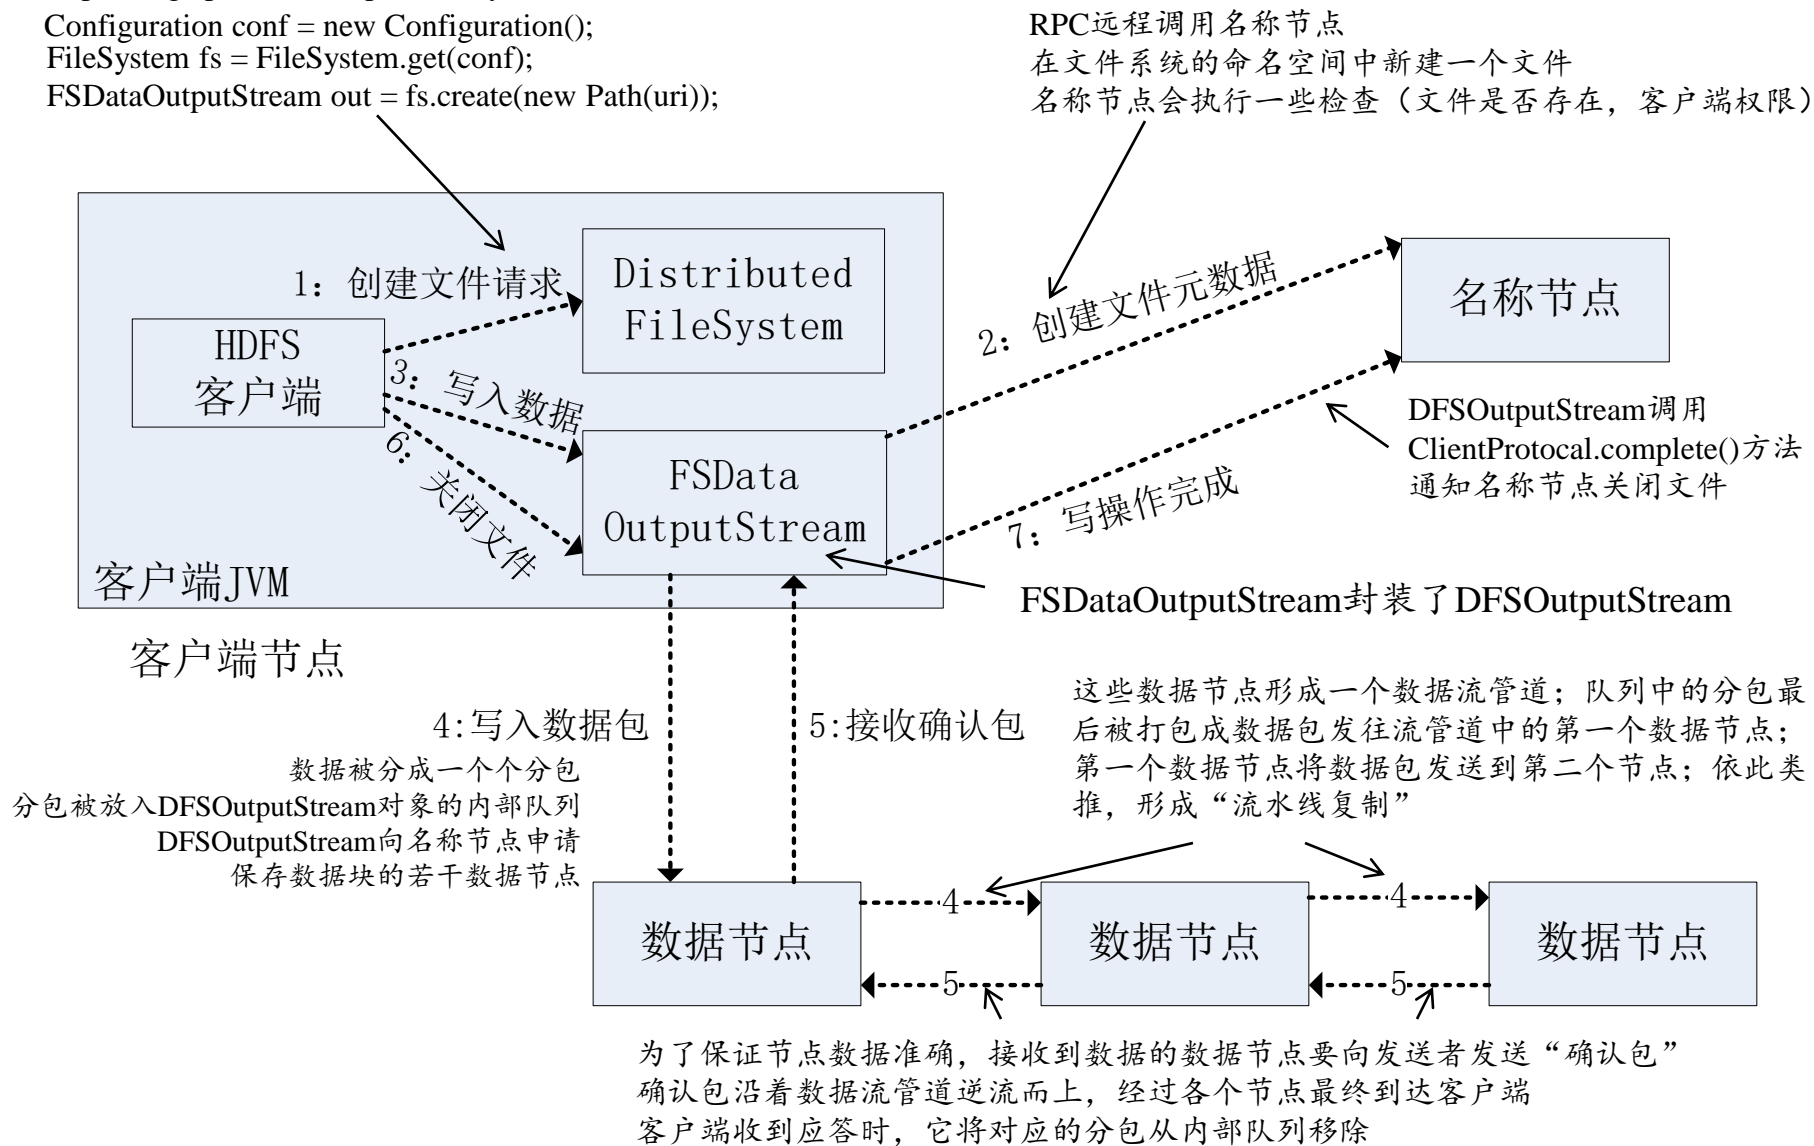 Configuration conf = new Configuration();
FileSystem fs = FileSystem.get(conf);
FSDataOutputStream out = fs.create(new Path(uri));
RPC远程调用名称节点
在文件系统的命名空间中新建一个文件
名称节点会执行一些检查（文件是否存在，客户端权限）
1：创建文件请求
Distributed
FileSystem
HDFS
客户端
2：创建文件元数据
名称节点
3：写入数据
6：关闭文件
FSData
OutputStream
7：写操作完成
DFSOutputStream调用
ClientProtocal.complete()方法
通知名称节点关闭文件
客户端JVM
FSDataOutputStream封装了DFSOutputStream
客户端节点
4:写入数据包
5:接收确认包
数据被分成一个个分包
分包被放入DFSOutputStream对象的内部队列
DFSOutputStream向名称节点申请
保存数据块的若干数据节点
这些数据节点形成一个数据流管道；队列中的分包最
后被打包成数据包发往流管道中的第一个数据节点；
第一个数据节点将数据包发送到第二个节点；依此类
推，形成“流水线复制”
数据节点
4
数据节点
4
数据节点
5
5
为了保证节点数据准确，接收到数据的数据节点要向发送者发送“确认包”
确认包沿着数据流管道逆流而上，经过各个节点最终到达客户端
客户端收到应答时，它将对应的分包从内部队列移除